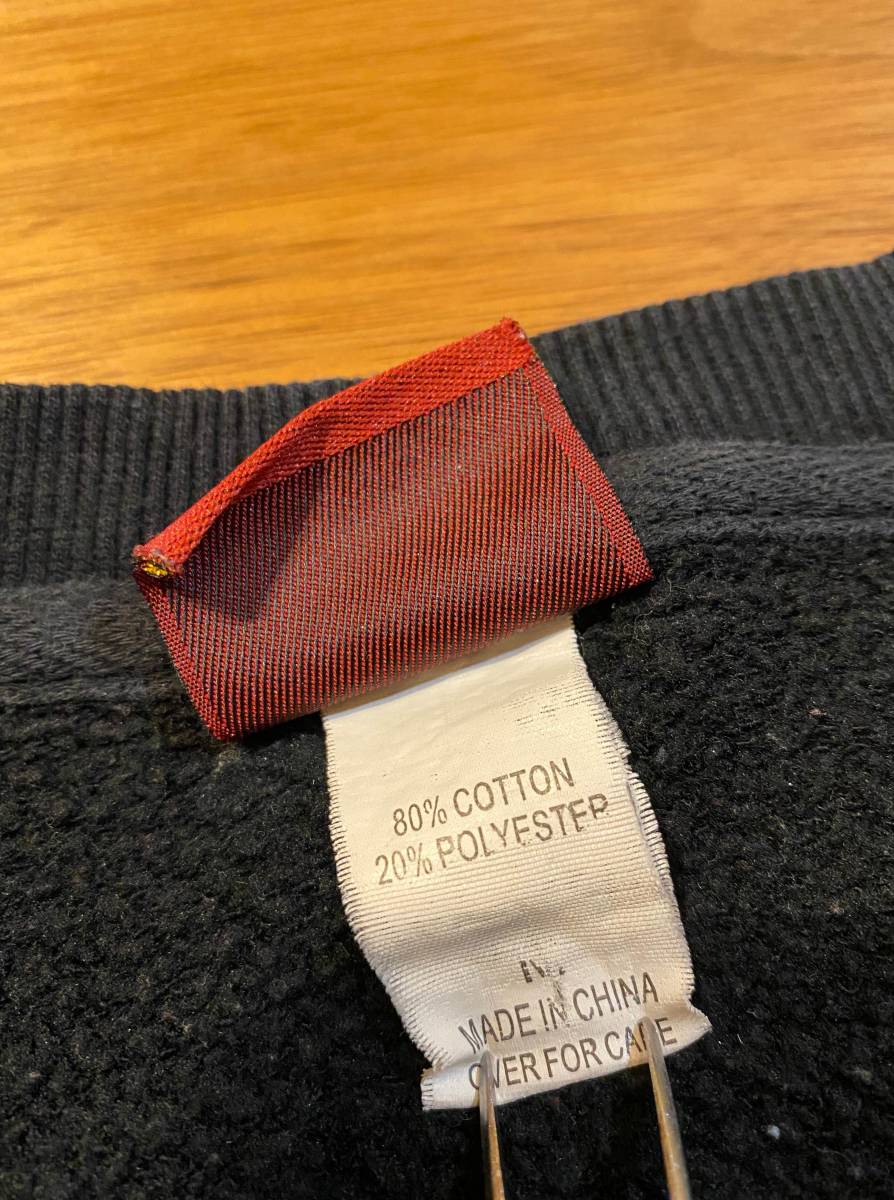 80% COTTON
20% POLYESTER
MADE IN CHINA
OVER FOR CARE